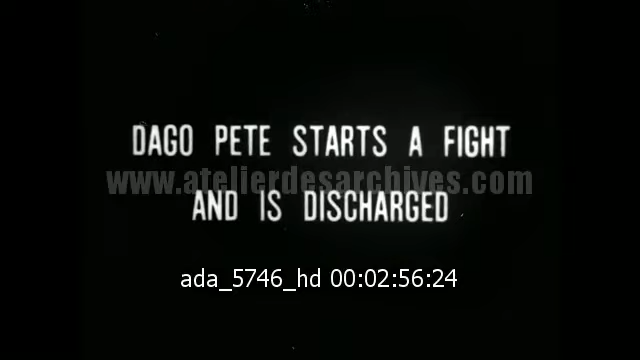 DAGO PETE STARTS A FIGHT
www.atelierdesarchives.com
AND IS DISCHARGED
ada_5746_hd 00:02:56:24